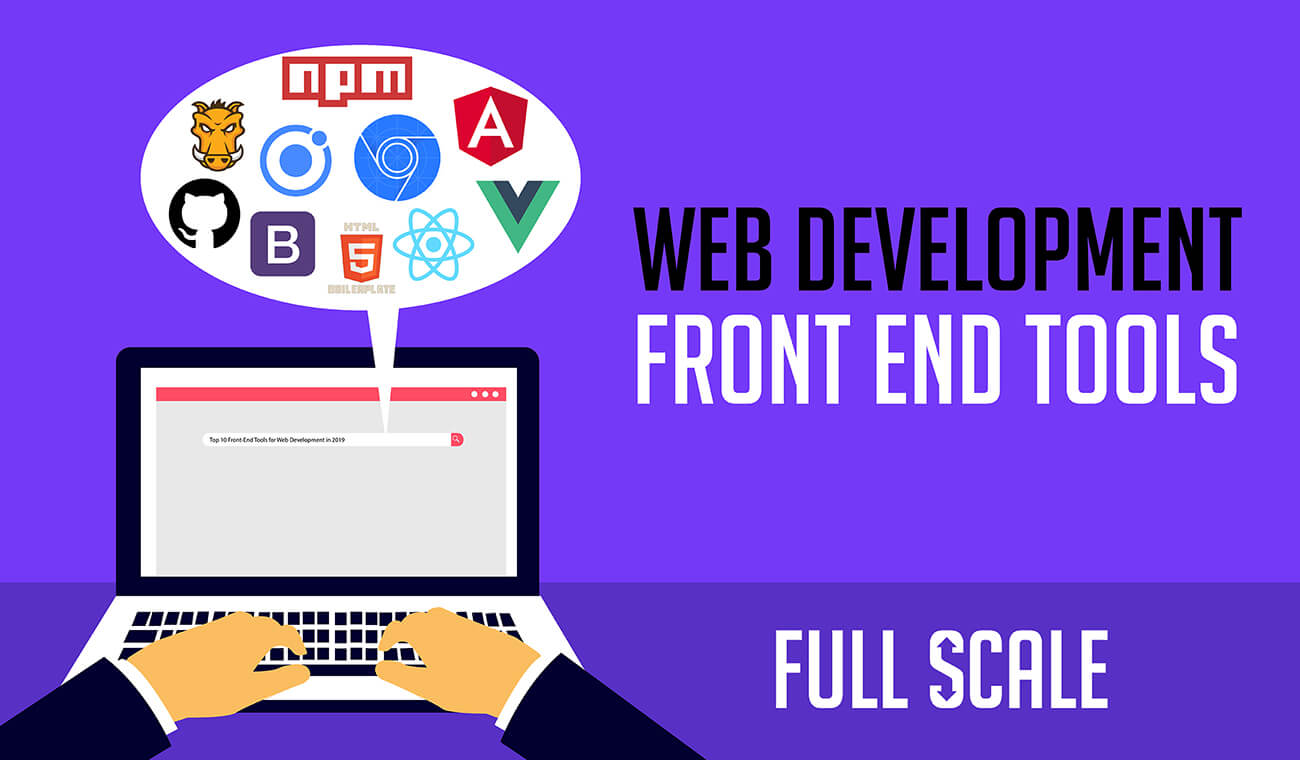 npm
A
B
HTML
5
BOILERPLATE
WEB DEVELOPMENT
FRONT END TOOLS
Top 10 Front-End Tools for Web Development in 2019
FULL SCALE